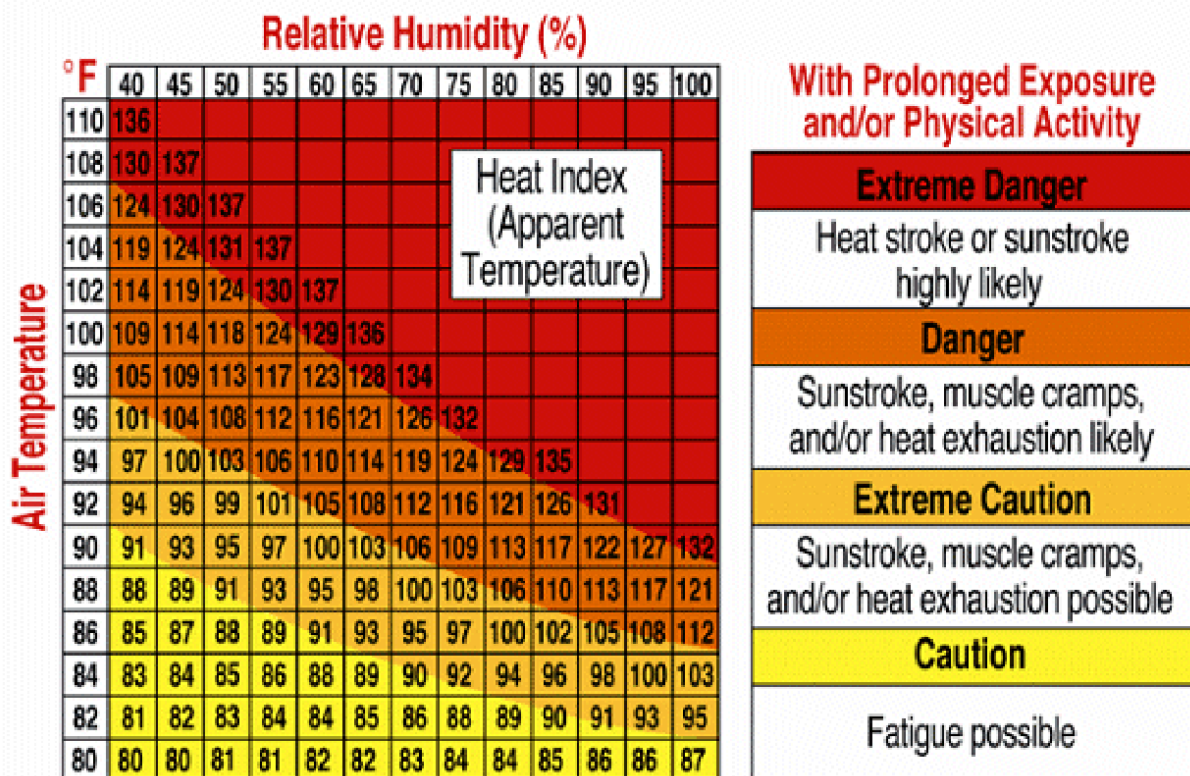 Relative Humidity (%)
°F 40 45 50 55 60 65 70 75 80 85 90 95 100
110 136
108 130 137
106 124 130 137
104 119 124 131 137
102 114 119 124 130 137
100 109 114 118 124 129 136
98 105 109 113 117 123 128 134
96 101 104 108 112 116 121 126 132
94 97 100 103 106 110 114 119 124 129 135
92 94 96 99 101 105 108 112 116 121 126 131
90 91 93 95 97 100 103 106 109 113 117 122 127 132
88 88 89 91 93 95 98 100 103 106 110 113 117 121
86 85 87 88 89 91 93 95 97 100 102 105 108 112
84 83 84 85 86 88 89 90 92 94 96 98 100 103
82 81 82 83 84 84 85 86 88 89 90 91 93 95
80 80 80 81 81 82 82 83 84 84 85 86 86 87
Air Temperature
Heat Index
(Apparent
Temperature)
With Prolonged Exposure
and/or Physical Activity
Extreme Danger
Heat stroke or sunstroke
highly likely
Danger
Sunstroke, muscle cramps,
and/or heat exhaustion likely
Extreme Caution
Sunstroke, muscle cramps,
and/or heat exhaustion possible
Caution
Fatigue possible